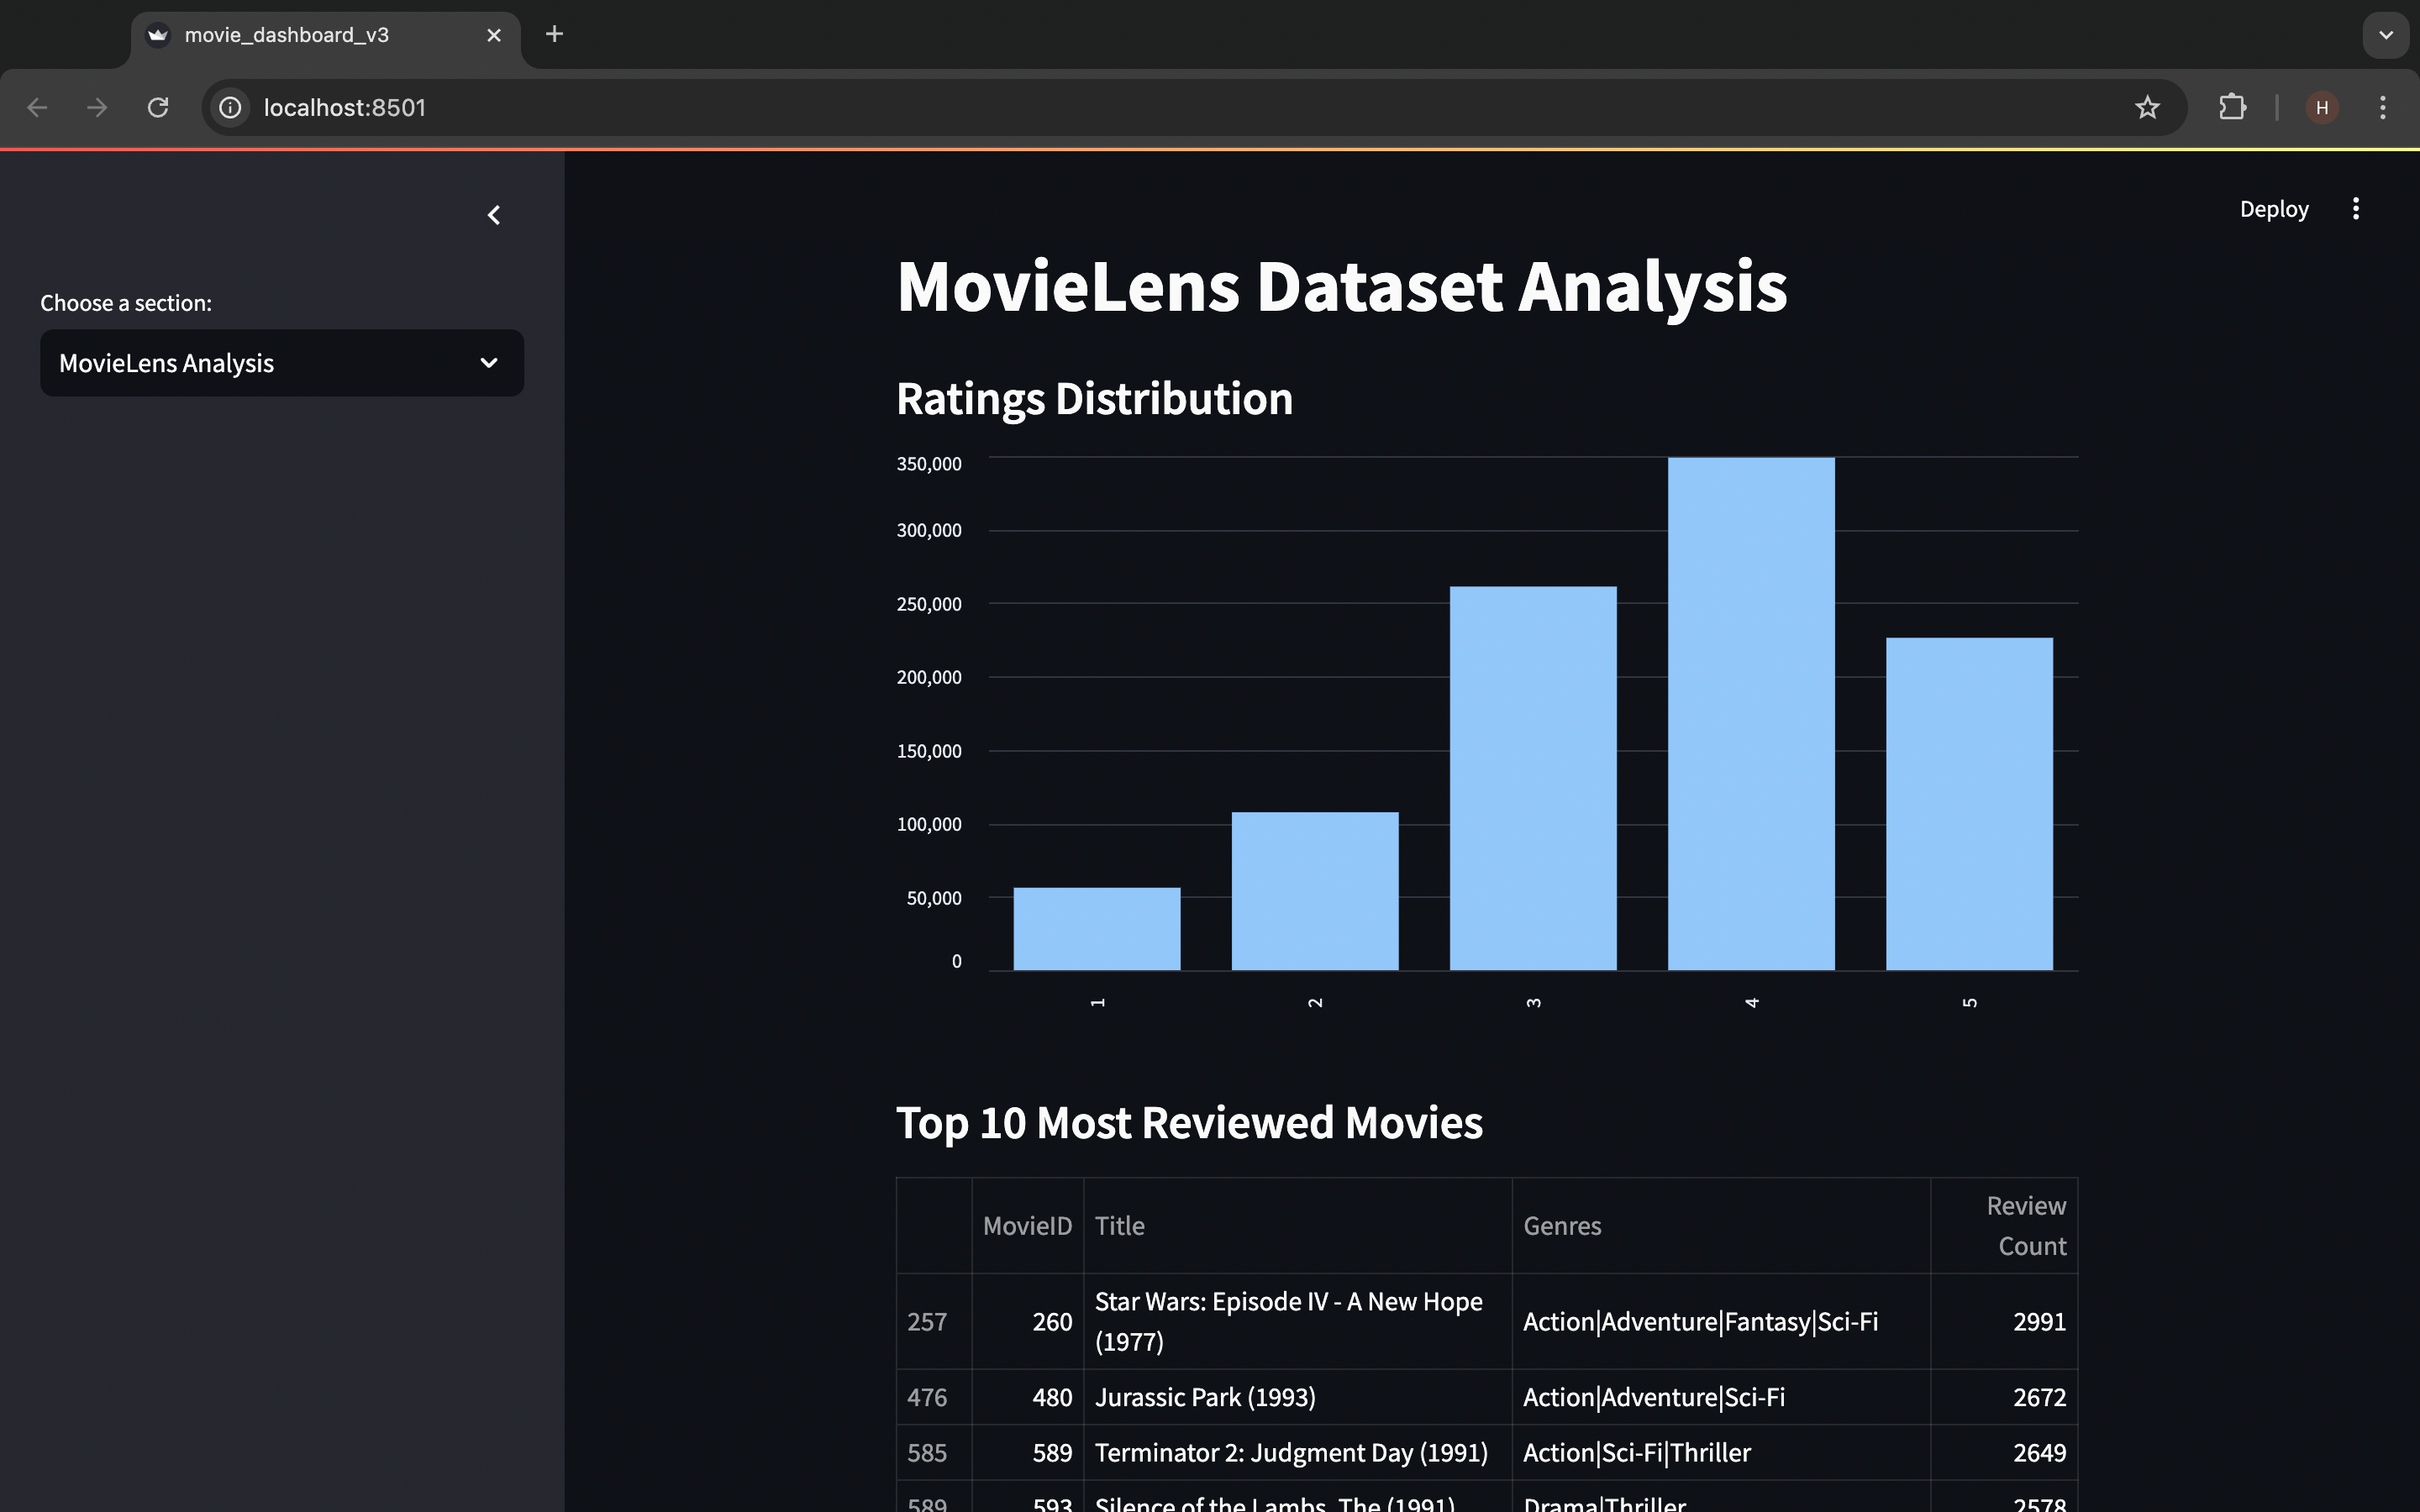 movie_dashboard_v3
localhost:8501
H
Deploy
Choose a section:
MovieLens Analysis
MovieLens Dataset Analysis
Ratings Distribution
350,000
300,000
250,000
200,000
150,000
100,000
50,000
0
1 2 3 4 5
Top 10 Most Reviewed Movies
MovieID Title Genres Review Count
257 260 Star Wars: Episode IV - A New Hope (1977) Action|Adventure|Fantasy|Sci-Fi 2991
476 480 Jurassic Park (1993) Action|Adventure|Sci-Fi 2672
585 589 Terminator 2: Judgment Day (1991) Action|Sci-Fi|Thriller 2649
589 593 Silence of the Lambs, The (1991) Drama|Thriller 2578